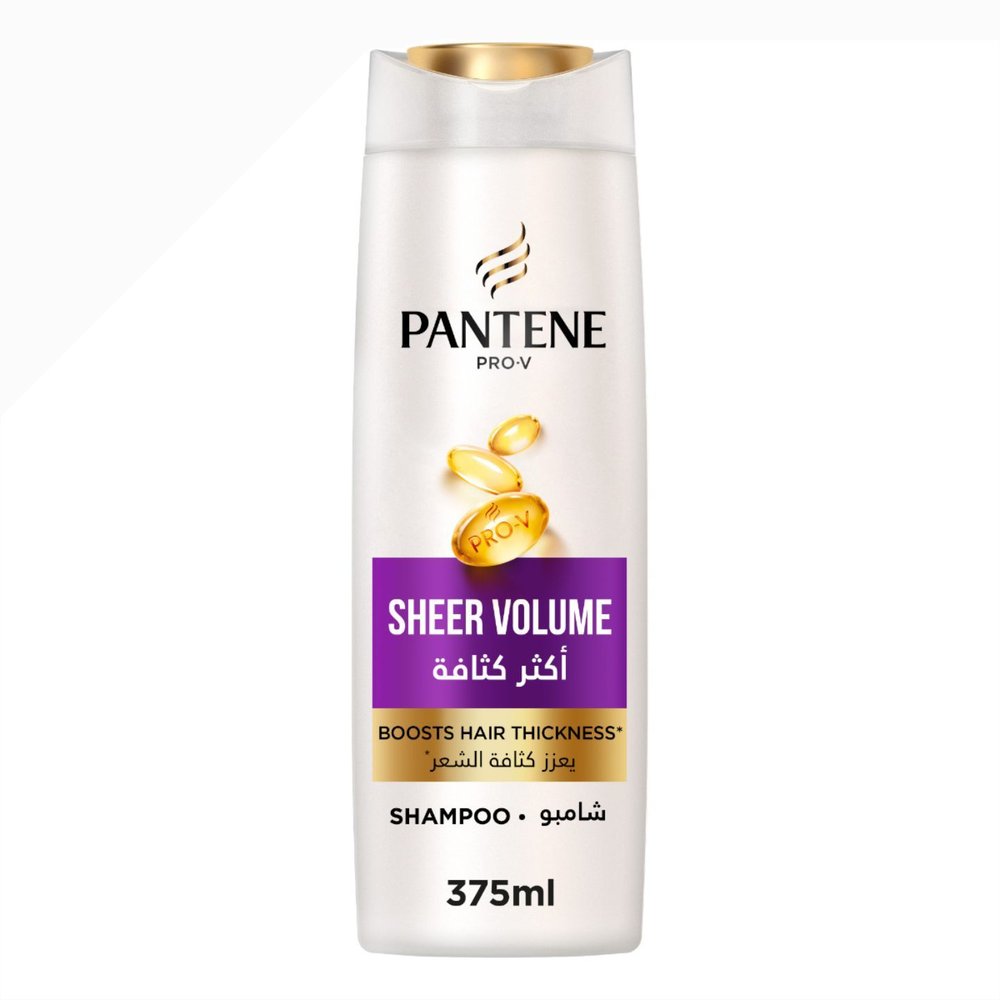 PANTENE
PRO-V
PRO-V
SHEER VOLUME
أكثر كثافة
BOOSTS HAIR THICKNESS*
يعزز كثافة الشعر*
SHAMPOO • شامبو
375ml